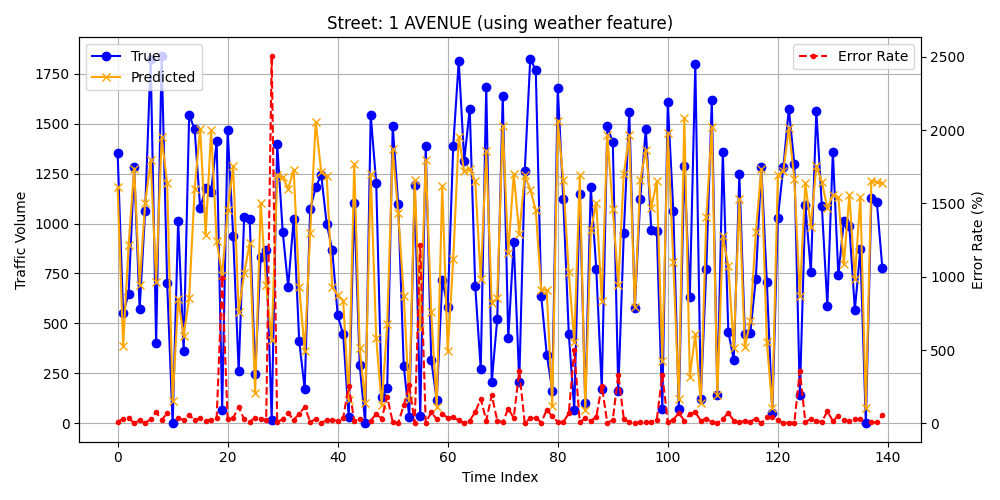 Street: 1 AVENUE (using weather feature)
True
Predicted
Error Rate
Traffic Volume
1750
1500
1250
1000
750
500
250
0
2500
2000
1500
1000
500
0
Error Rate (%)
0 20 40 60 80 100 120 140
Time Index